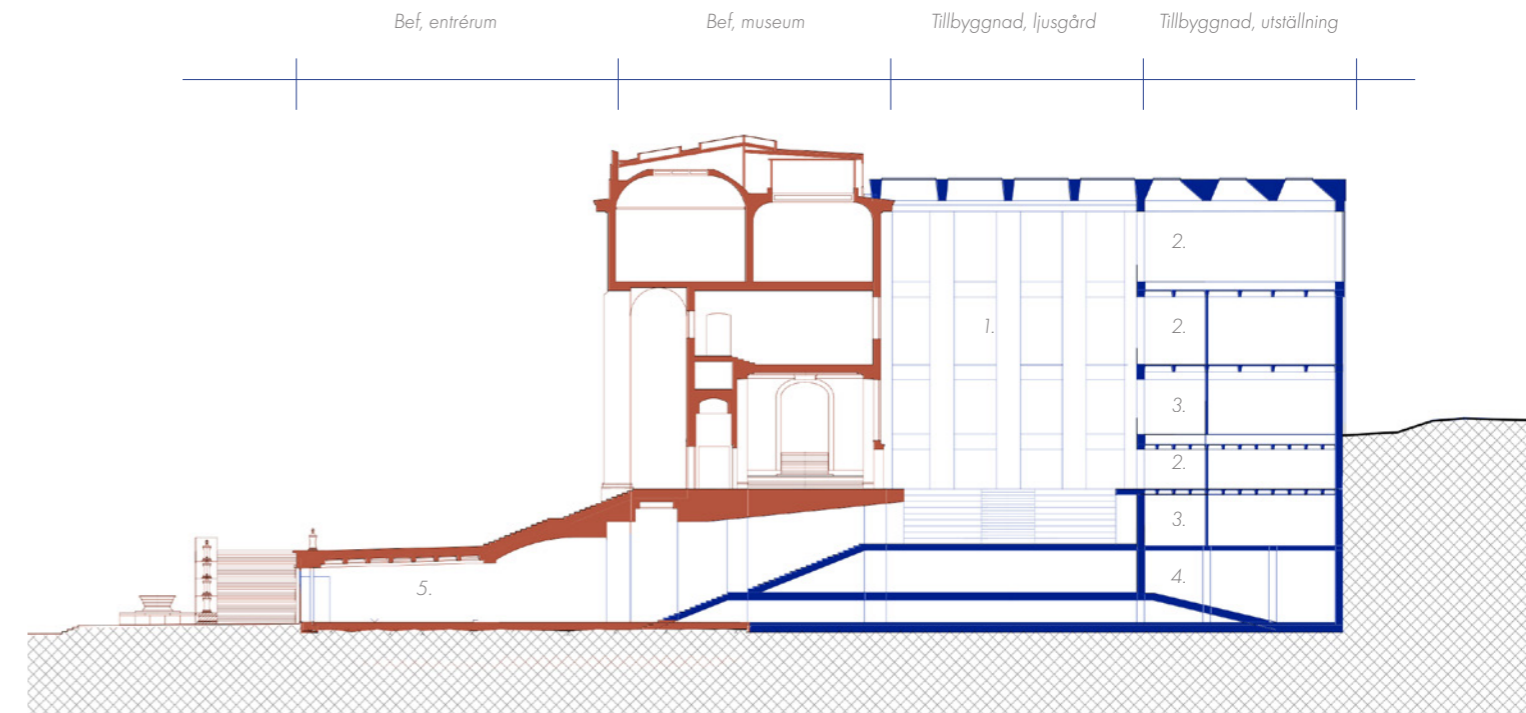 Bef, entrérum
Bef, museum
Tillbyggnad, ljusgård
Tillbyggnad, utställning
2.
1.
2.
3.
2.
3.
4.
5.